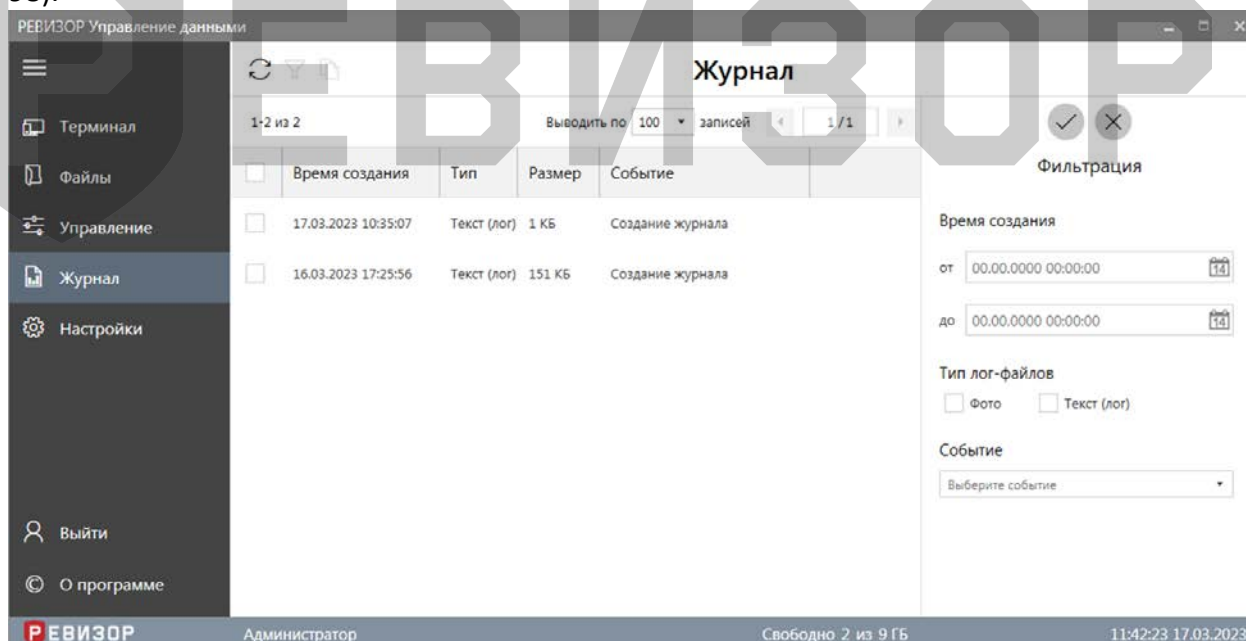 РЕВИЗОР Управление данными
РЕВИЗОР
Журнал
Терминал
Файлы
Управление
Журнал
Настройки
Выйти
О программе
1-2 из 2
Выводить по 100 записей 1/1
Время создания Тип Размер Событие
17.03.2023 10:35:07 Текст (лог) 1 КБ Создание журнала
16.03.2023 17:25:56 Текст (лог) 151 КБ Создание журнала
Фильтрация
Время создания
от 00.00.0000 00:00:00 14
до 00.00.0000 00:00:00 14
Тип лог-файлов
Фото Текст (лог)
Событие
Выберите событие
РЕВИЗОР Администратор Свободно 2 из 9 ГБ 11:42:23 17.03.2023